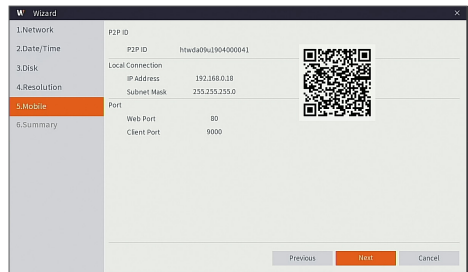 W Wizard ×
1.Network
2.Date/Time
3.Disk
4.Resolution
5.Mobile
6.Summary
P2P ID
P2P ID htwda09u1904000041
Local Connection
IP Address 192.168.0.18
Subnet Mask 255.255.255.0
Port
Web Port 80
Client Port 9000
Previous Next Cancel